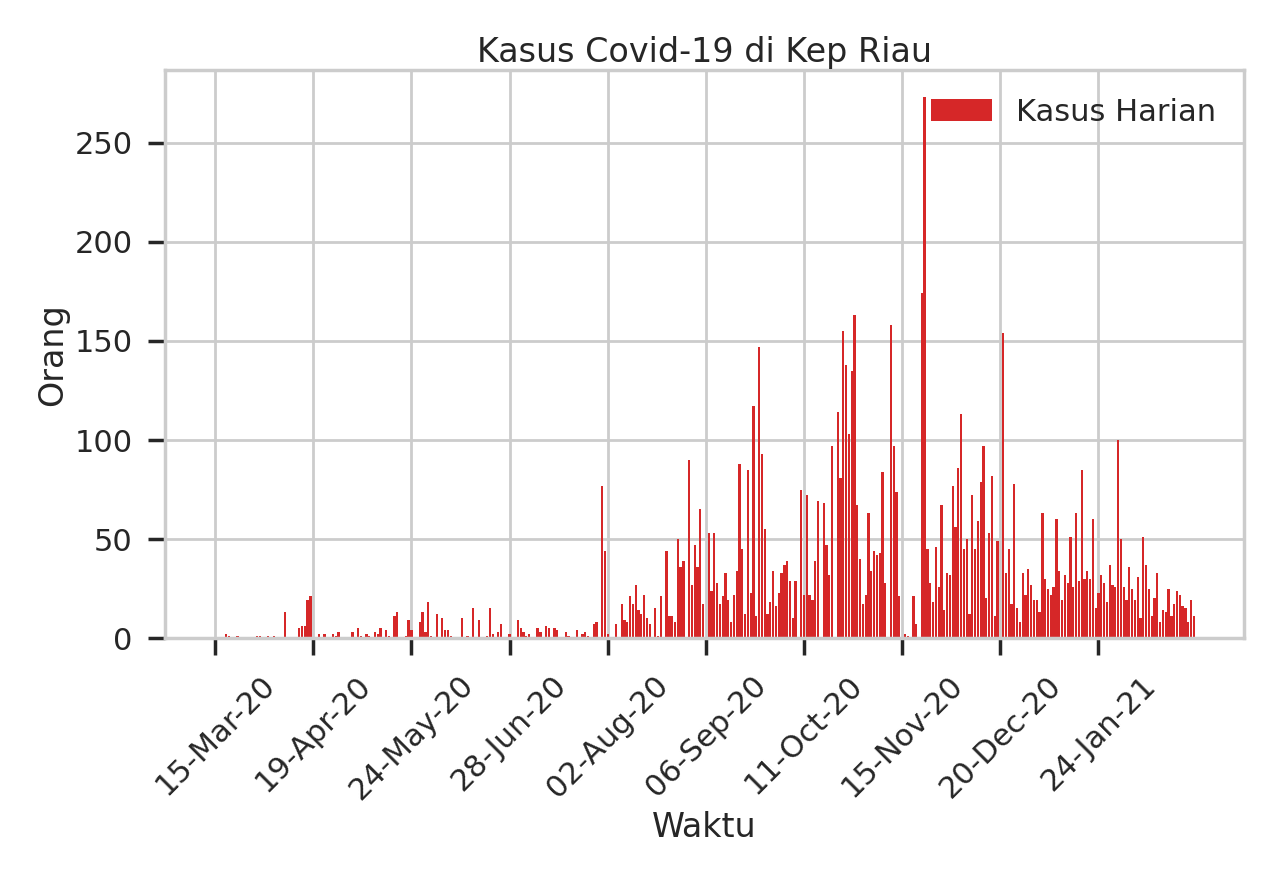 Kasus Covid-19 di Kep Riau
Kasus Harian
250
200
150
100
50
0
Orang
15-Mar-20
19-Apr-20
24-May-20
28-Jun-20
02-Aug-20
06-Sep-20
11-Oct-20
15-Nov-20
20-Dec-20
24-Jan-21
Waktu